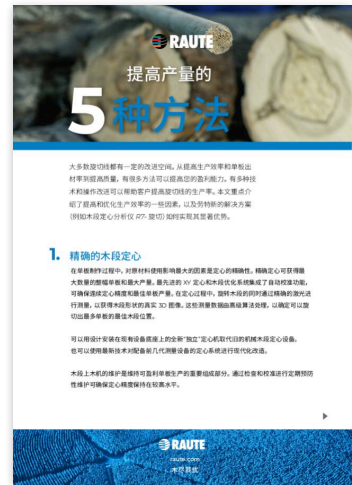 RAUTE
提高产量的
5种方法
大多数旋切线都有一定的改进空间。从提高生产效率和单板出
材率到提高质量，有很多方法可以提高您的盈利能力。有多种技
术和操作改进可以帮助客户提高旋切线的生产率。本文重点介
绍了提高和优化生产效率的一些因素，以及劳特新的解决方案
（例如木段定心分析仪 R7- 旋切）如何实现其显著优势。
1. 精确的木段定心
在单板制作过程中，对原材料使用影响最大的因素是定心的精确性。精确定心可获得最
大数量的整幅单板和最大产量。最先进的 XY 定心和木段优化系统集成了自动校准功能，
可确保连续定心精度和最佳单板产量。在定心过程中，旋转木段的同时通过精确的激光进
行测量，以获得木段形状的真实 3D 图像。这些测量数据由高级算法处理，以确定可以旋
切出最多单板的最佳木段位置。
可以用设计安装在现有设备底座上的全新“独立”定心机取代旧的机械木段定心设备。
也可以使用最新技术对配备前几代测量设备的定心系统进行现代化改造。
木段上木机的维护是维持可盈利单板生产的重要组成部分。通过检查和校准进行定期预防
性维护可确保定心精度保持在较高水平。
RAUTE
raute.com
木尽其优